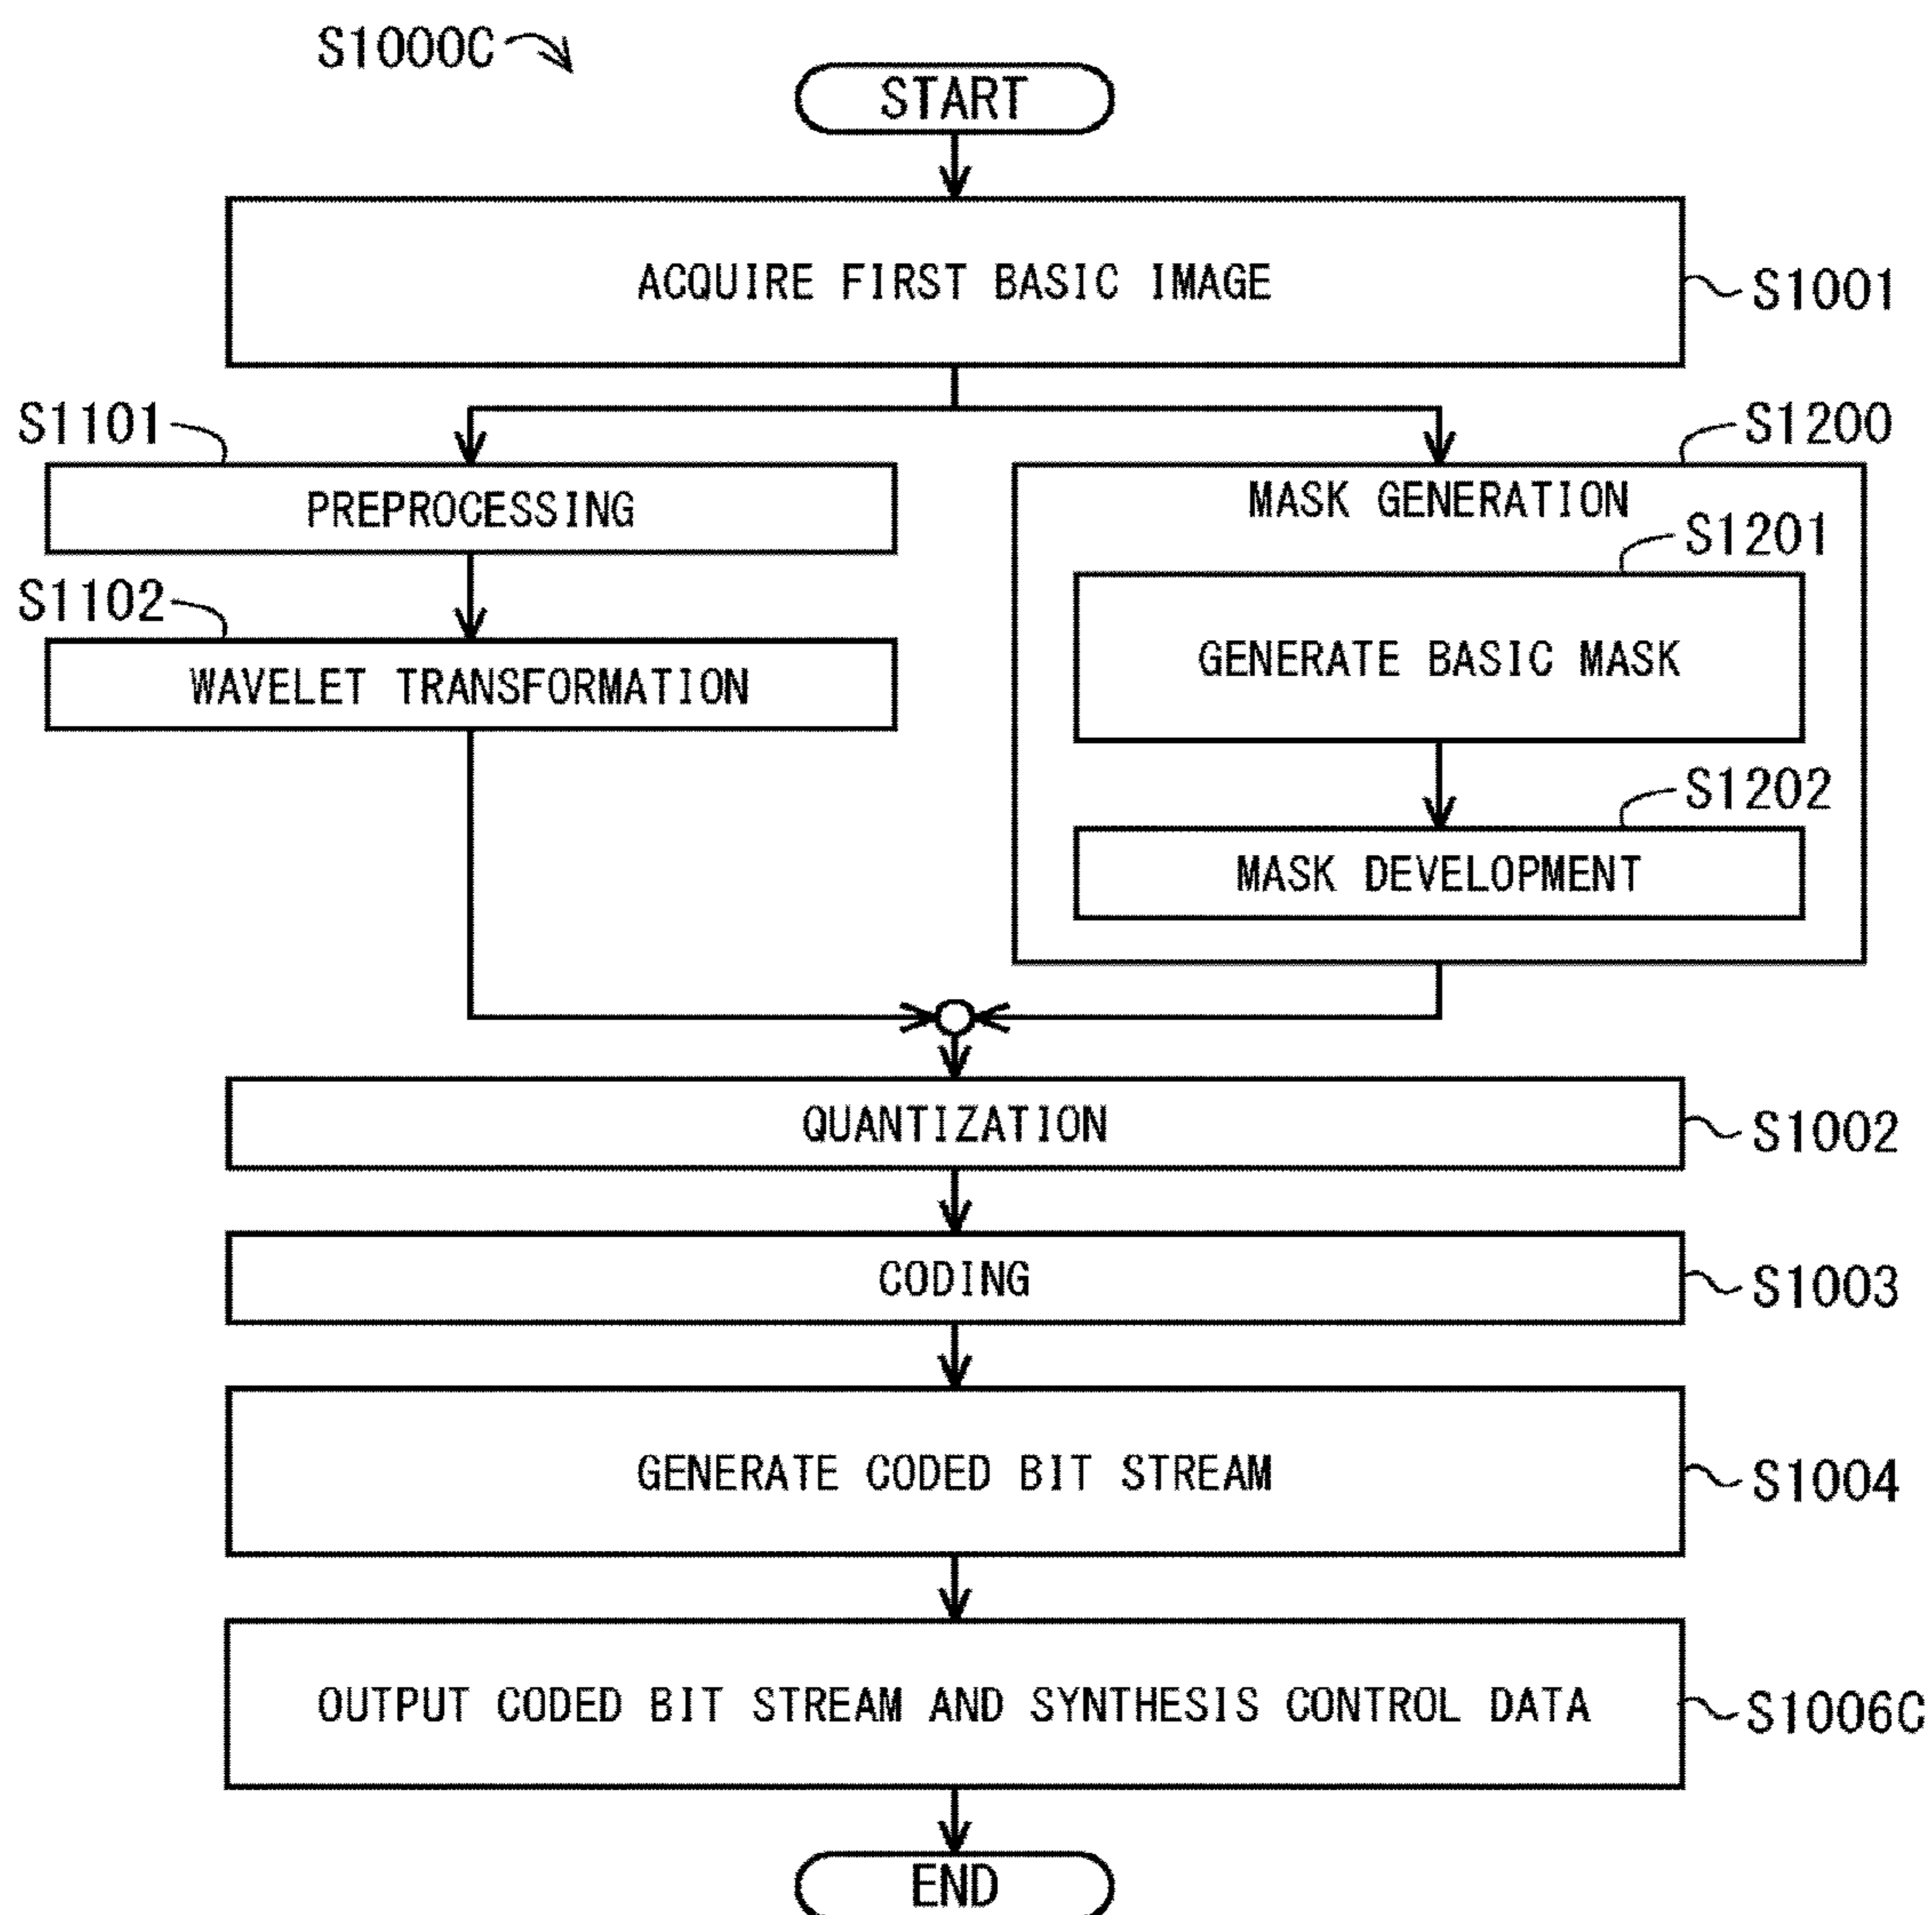 S1000C
START
ACQUIRE FIRST BASIC IMAGE
S1001
S1101
PREPROCESSING
S1102
WAVELET TRANSFORMATION
S1200
MASK GENERATION
S1201
GENERATE BASIC MASK
S1202
MASK DEVELOPMENT
QUANTIZATION
S1002
CODING
S1003
GENERATE CODED BIT STREAM
S1004
OUTPUT CODED BIT STREAM AND SYNTHESIS CONTROL DATA
S1006C
END